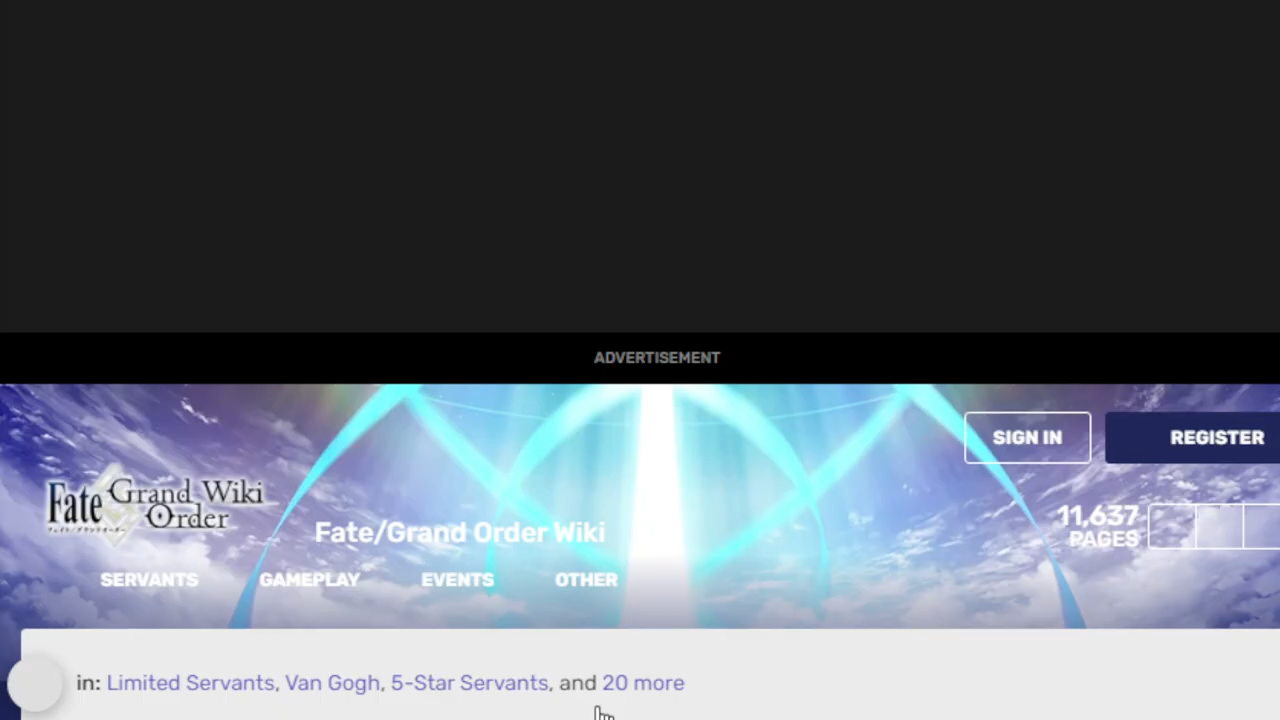 ADVERTISEMENT
SIGN IN
REGISTER
Fate Grand Wiki
Order
Fate/Grand Order Wiki
11,637
PAGES
SERVANTS
GAMEPLAY
EVENTS
OTHER
in: Limited Servants, Van Gogh, 5-Star Servants, and 20 more